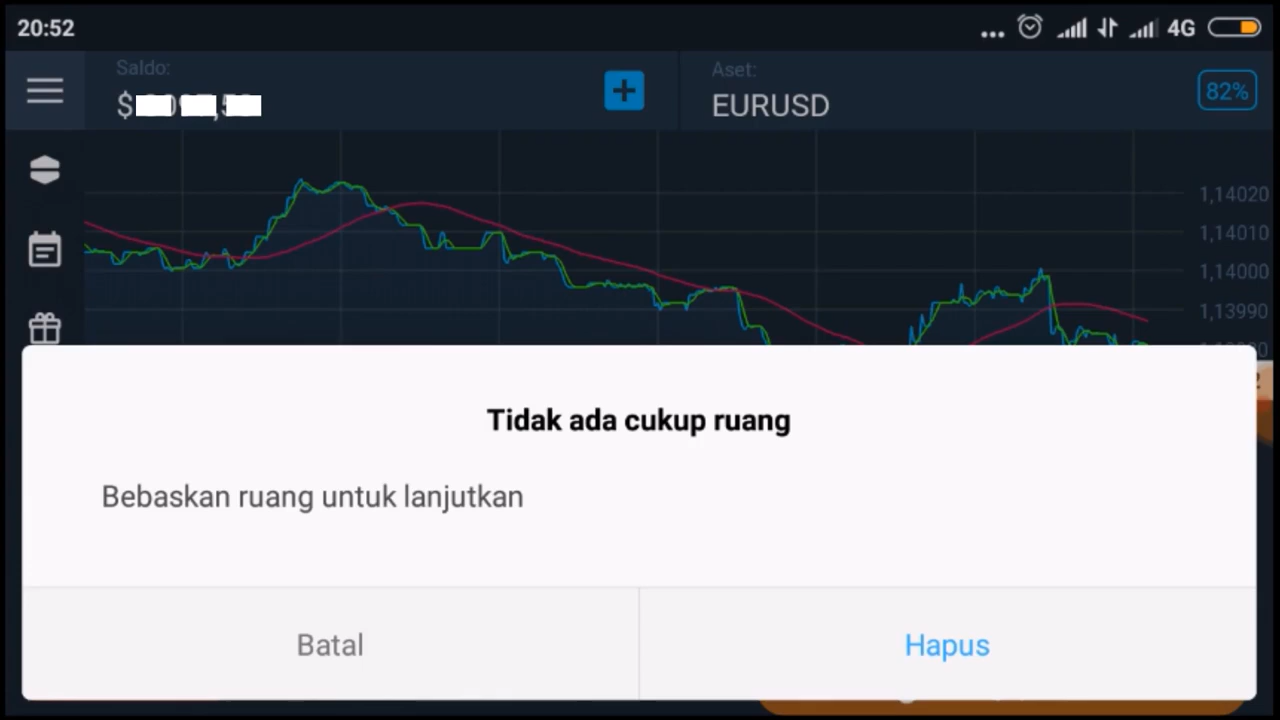 20:52
4G
Saldo:
$
Aset:
EURUSD
82%
1,14020
1,14010
1,14000
1,13990
Tidak ada cukup ruang
Bebaskan ruang untuk lanjutkan
Batal
Hapus